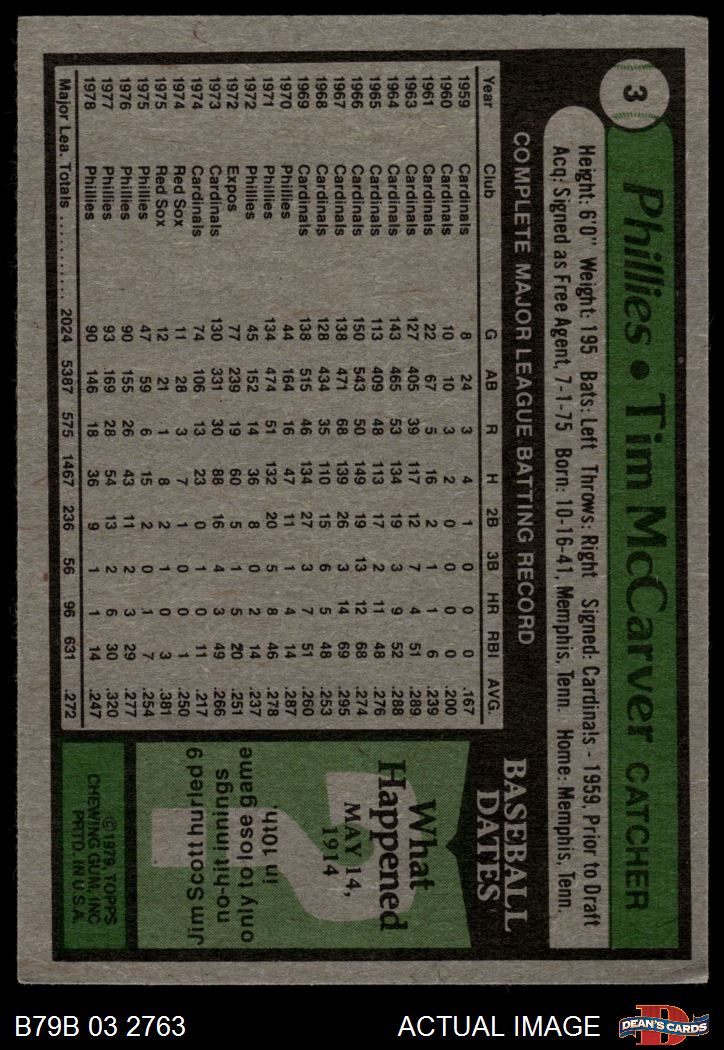 3
Phillies • Tim McCarver CATCHER
Height: 6'0" Weight: 195 Bats: Left Throws: Right Signed: Cardinals - 1959, Prior to Draft
Acq: Signed as Free Agent, 7-1-75 Born: 10-16-41, Memphis, Tenn. Home: Memphis, Tenn.
COMPLETE MAJOR LEAGUE BATTING RECORD
Year Club G AB R H 2B 3B HR RBI AVG.
1959 Cardinals 8 24 3 4 1 0 0 0 .167
1960 Cardinals 10 10 3 2 0 0 0 0 .200
1961 Cardinals 22 67 5 16 2 1 1 6 .239
1963 Cardinals 127 405 39 117 12 7 4 51 .289
1964 Cardinals 143 465 53 134 19 3 9 52 .288
1965 Cardinals 113 409 48 113 17 2 11 48 .276
1966 Cardinals 150 543 50 149 19 13 12 68 .274
1967 Cardinals 138 471 68 139 26 3 14 69 .295
1968 Cardinals 128 434 35 110 15 6 5 48 .253
1969 Cardinals 138 515 46 134 27 3 7 51 .260
1970 Phillies 44 164 16 47 11 1 4 14 .287
1971 Phillies 134 474 51 132 20 5 8 46 .278
1972 Phillies 45 152 14 36 8 0 2 14 .237
1972 Expos 77 239 19 60 5 1 5 20 .251
1973 Cardinals 130 331 30 88 16 4 3 49 .266
1974 Cardinals 74 106 13 23 0 1 0 11 .217
1974 Red Sox 11 28 3 7 1 0 0 1 .250
1975 Red Sox 12 21 1 8 2 1 0 3 .381
1975 Phillies 47 59 6 15 2 0 1 7 .254
1976 Phillies 90 155 26 43 11 2 3 29 .277
1977 Phillies 93 169 28 54 13 2 6 30 .320
1978 Phillies 90 146 18 36 9 1 1 14 .247
Major Lea. Totals ........... 2024 5387 575 1467 236 56 96 631 .272
BASEBALL
DATES
What
Happened
MAY 14,
1914
?
Jim Scott hurled 9
no-hit innings
only to lose game
in 10th.
©1979, TOPPS
CHEWING GUM, INC
PRTD. IN U.S.A.
B79B 03 2763
ACTUAL IMAGE
D
DEAN'S CARDS